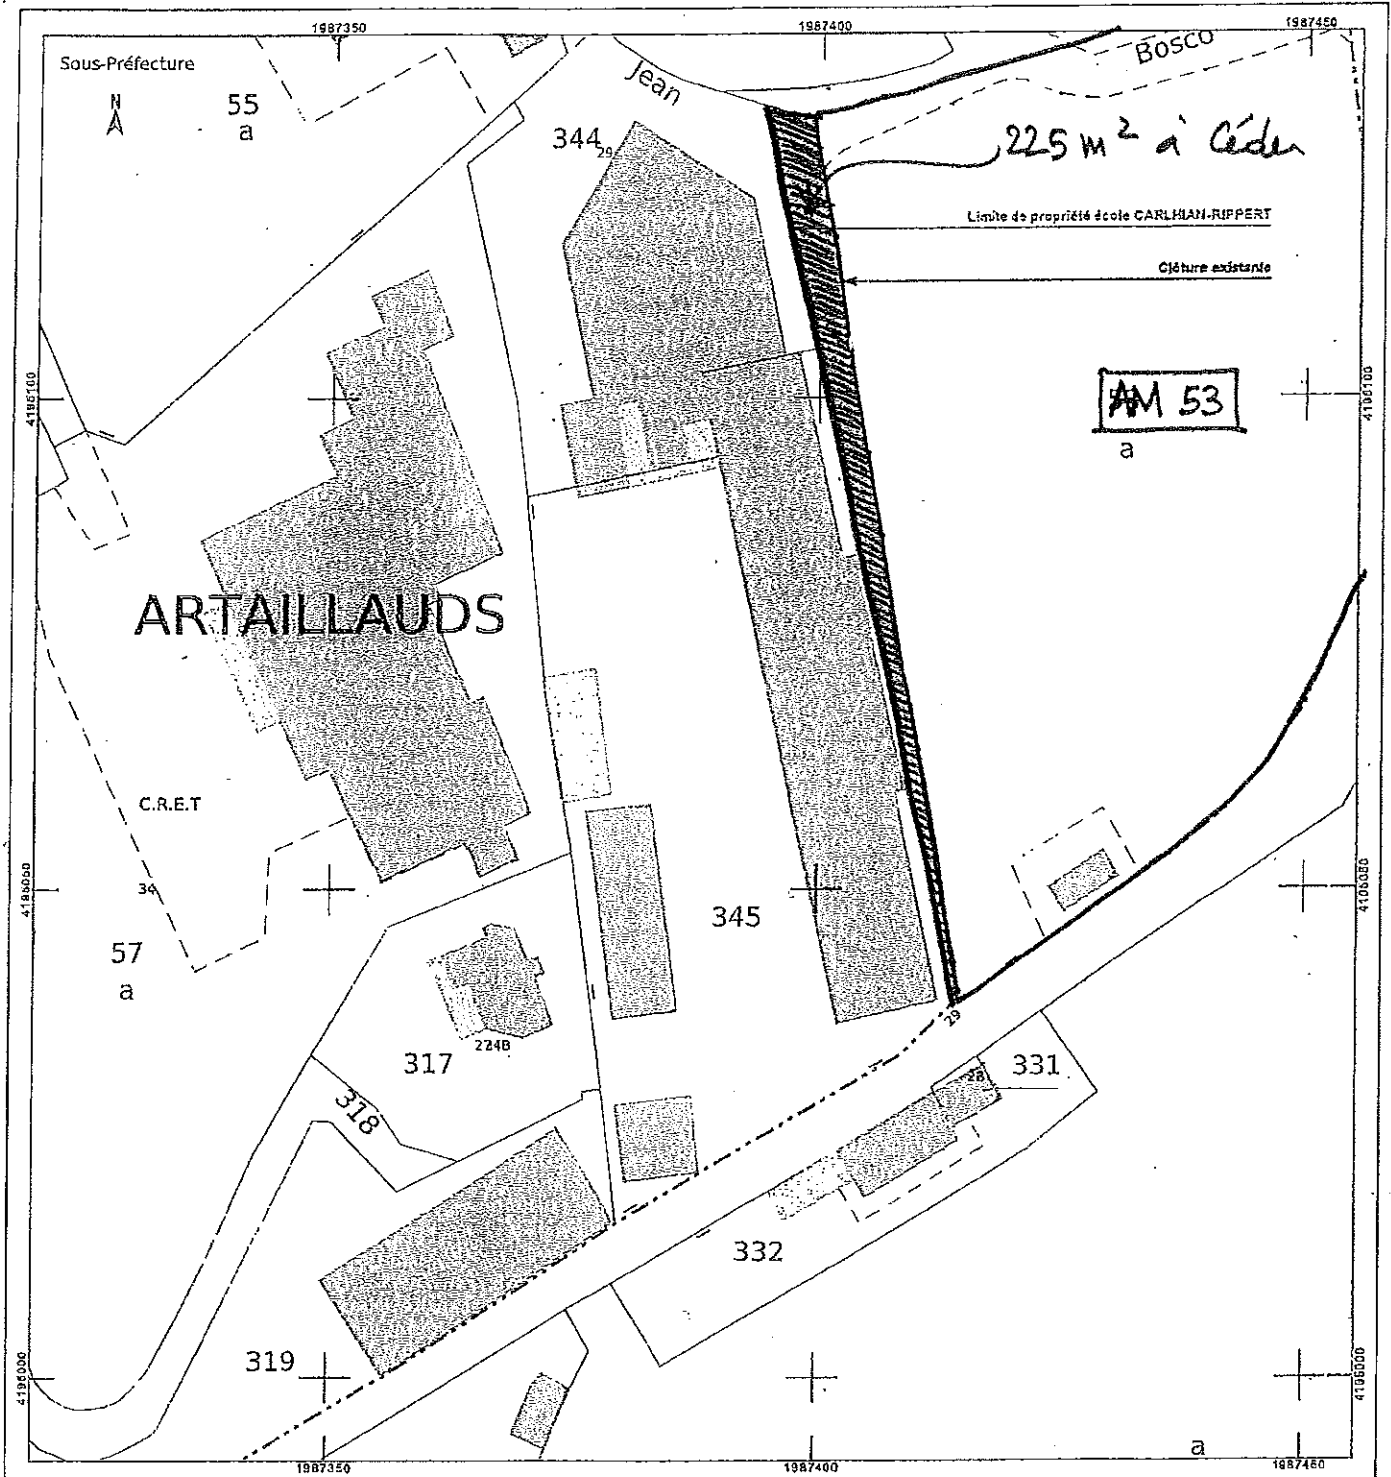 1987350
1987400
1987450
Sous-Préfecture
N
55
a
Jean
Bosco
344
29
225 m² à Céder
Limite de propriété école CARLHIAN-RIPPERT
Clôture existante
4196100
4196100
AM 53
a
ARTAILLAUDS
C.R.E.T
34
4196050
4196050
345
57
a
29
317
224B
28
331
318
332
319
4196000
4196000
a
1987350
1987400
1987450